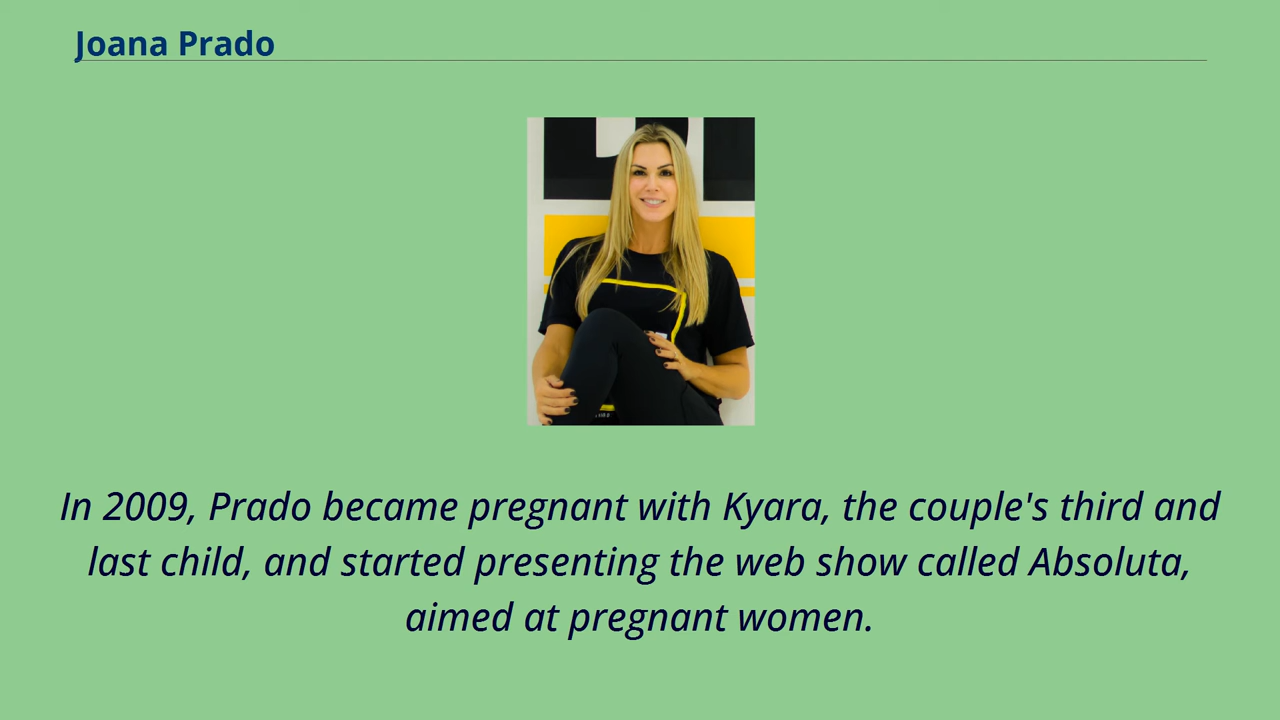 Joana Prado
In 2009, Prado became pregnant with Kyara, the couple's third and
last child, and started presenting the web show called Absoluta,
aimed at pregnant women.